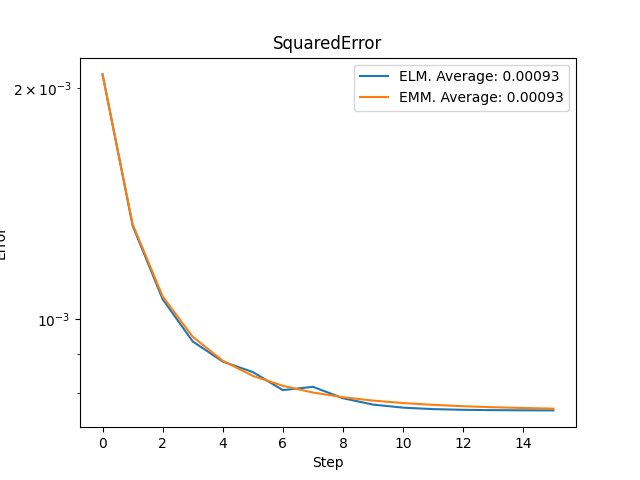 SquaredError
ELM. Average: 0.00093
EMM. Average: 0.00093
2 × 10⁻³
10⁻³
Error
0 2 4 6 8 10 12 14
Step